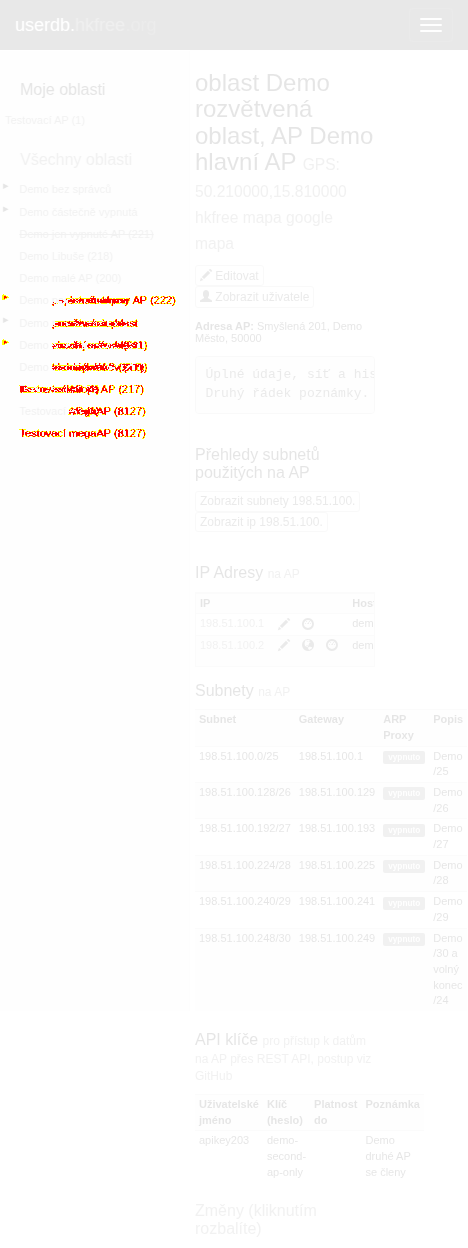 userdb.hkfree.org
Moje oblasti
Testovací AP (1)
Všechny oblasti
Demo bez správců
Demo částečně vypnutá
Demo jen vypnuté AP (221)
Demo Libuše (218)
Demo malé AP (200)
AP (222)
AP (217)
AP (8127)
Testovací megaAP (8127)
oblast Demo
rozvětvená
oblast, AP Demo
hlavní AP GPS:
50.210000,15.810000
hkfree mapa google
mapa
Editovat
Zobrazit uživatele
Adresa AP: Smyšlená 201, Demo
Město, 50000
Úplné údaje, síť a
Druhý řádek poznámky.
Přehledy subnetů
použitých na AP
Zobrazit subnety 198.51.100.
Zobrazit ip 198.51.100.
IP Adresy na AP
IP Hos
198.51.100.1 dem
198.51.100.2 dem
Subnety na AP
Subnet Gateway ARP Proxy Popis
198.51.100.0/25 198.51.100.1 vypnuto Demo /25
198.51.100.128/26 198.51.100.129 vypnuto Demo /26
198.51.100.192/27 198.51.100.193 vypnuto Demo /27
198.51.100.224/28 198.51.100.225 vypnuto Demo /28
198.51.100.240/29 198.51.100.241 vypnuto Demo /29
198.51.100.248/30 198.51.100.249 vypnuto Demo /30 a volný konec /24
API klíče pro přístup k datům
na AP přes REST API, postup viz
GitHub
Uživatelské jméno Klíč (heslo) Platnost do Poznámka
apikey203 demo-second-ap-only Demo druhé AP se členy
Změny (kliknutím
rozbalíte)